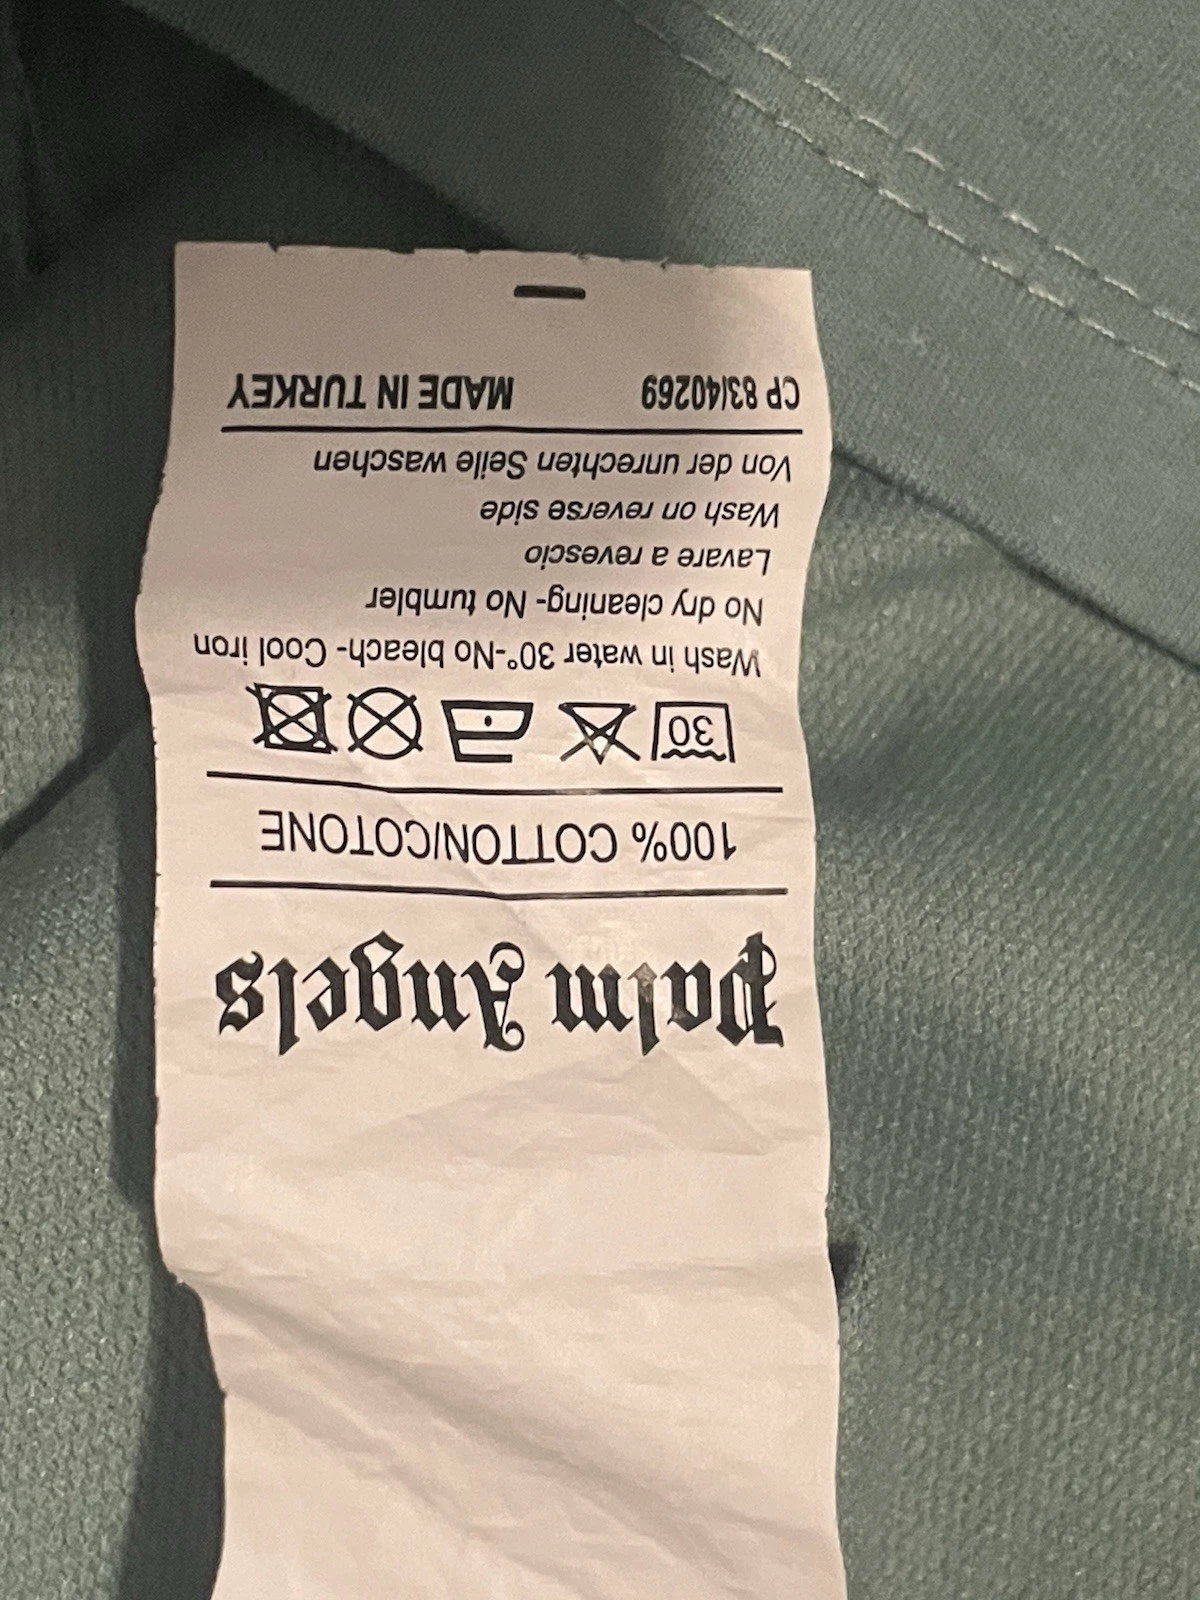 Palm Angels
100% COTTON/COTONE
30
Wash in water 30°-No bleach- Cool iron
No dry cleaning- No tumbler
Lavare a revescio
Wash on reverse side
Von der unrechten Seile waschen
CP 83/40269 MADE IN TURKEY